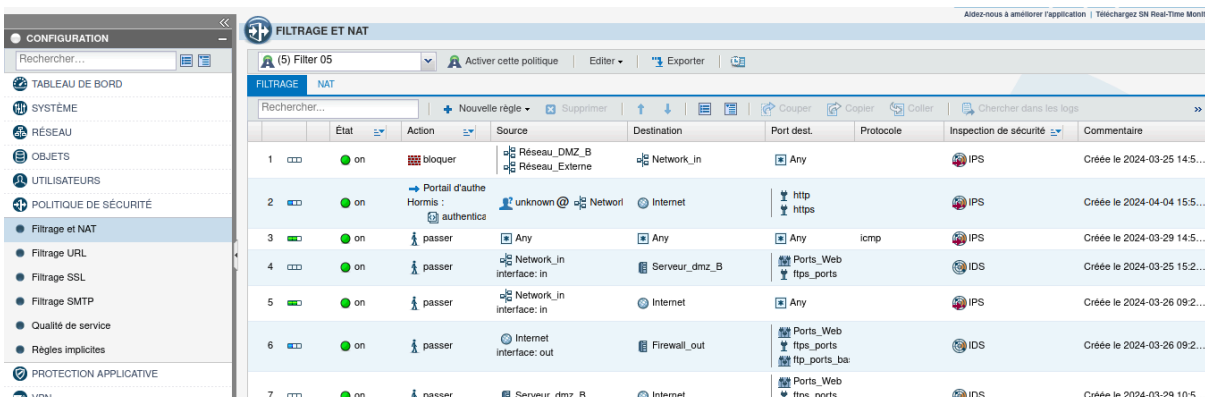 Aidez-nous à améliorer l'application | Téléchargez SN Real-Time Monit
CONFIGURATION
Rechercher...
TABLEAU DE BORD
SYSTÈME
RÉSEAU
OBJETS
UTILISATEURS
POLITIQUE DE SÉCURITÉ
Filtrage et NAT
Filtrage URL
Filtrage SSL
Filtrage SMTP
Qualité de service
Règles implicites
PROTECTION APPLICATIVE
VPN
FILTRAGE ET NAT
(5) Filter 05 Activer cette politique | Editer | Exporter |
FILTRAGE NAT
Rechercher... | Nouvelle règle Supprimer | | Couper Copier Coller | Chercher dans les logs »
État Action Source Destination Port dest. Protocole Inspection de sécurité Commentaire
1 on bloquer Réseau_DMZ_B Network_in Any IPS Créée le 2024-03-25 14:5...
Réseau_Externe
2 on Portail d'authe unknown @ Networl Internet http IPS Créée le 2024-04-04 15:5...
Hormis : https
authentica
3 on passer Any Any Any icmp IPS Créée le 2024-03-29 14:5...
4 on passer Network_in Serveur_dmz_B Ports_Web IDS Créée le 2024-03-25 15:2...
interface: in ftps_ports
5 on passer Network_in Internet Any IPS Créée le 2024-03-26 09:2...
interface: in
6 on passer Internet Firewall_out Ports_Web IDS Créée le 2024-03-26 09:2...
interface: out ftps_ports
ftp_ports_ba
7 on passer Serveur_dmz_B Internet Ports_Web IDS Créée le 2024-03-29 10:5...
ftps_ports